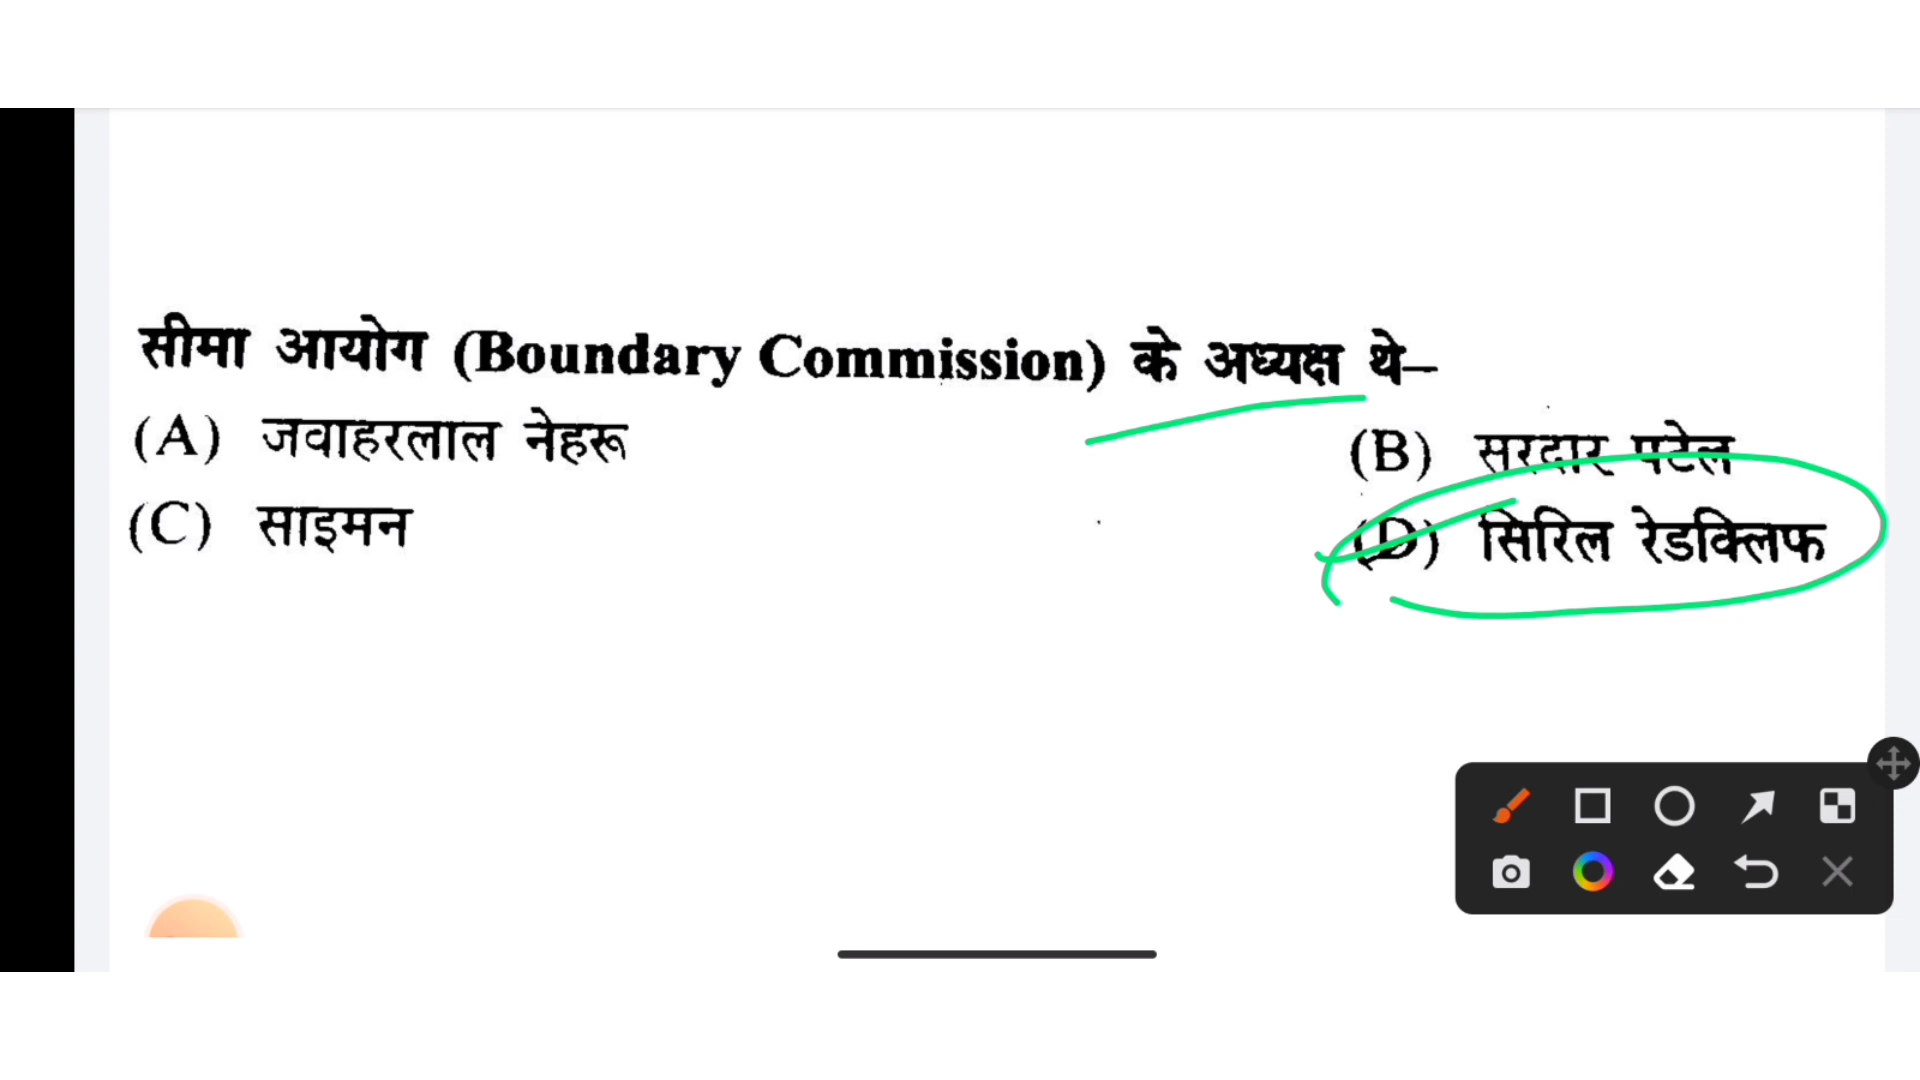 सीमा आयोग (Boundary Commission) के अध्यक्ष थे–
(A) जवाहरलाल नेहरू (B) सरदार पटेल
(C) साइमन (D) सिरिल रेडक्लिफ